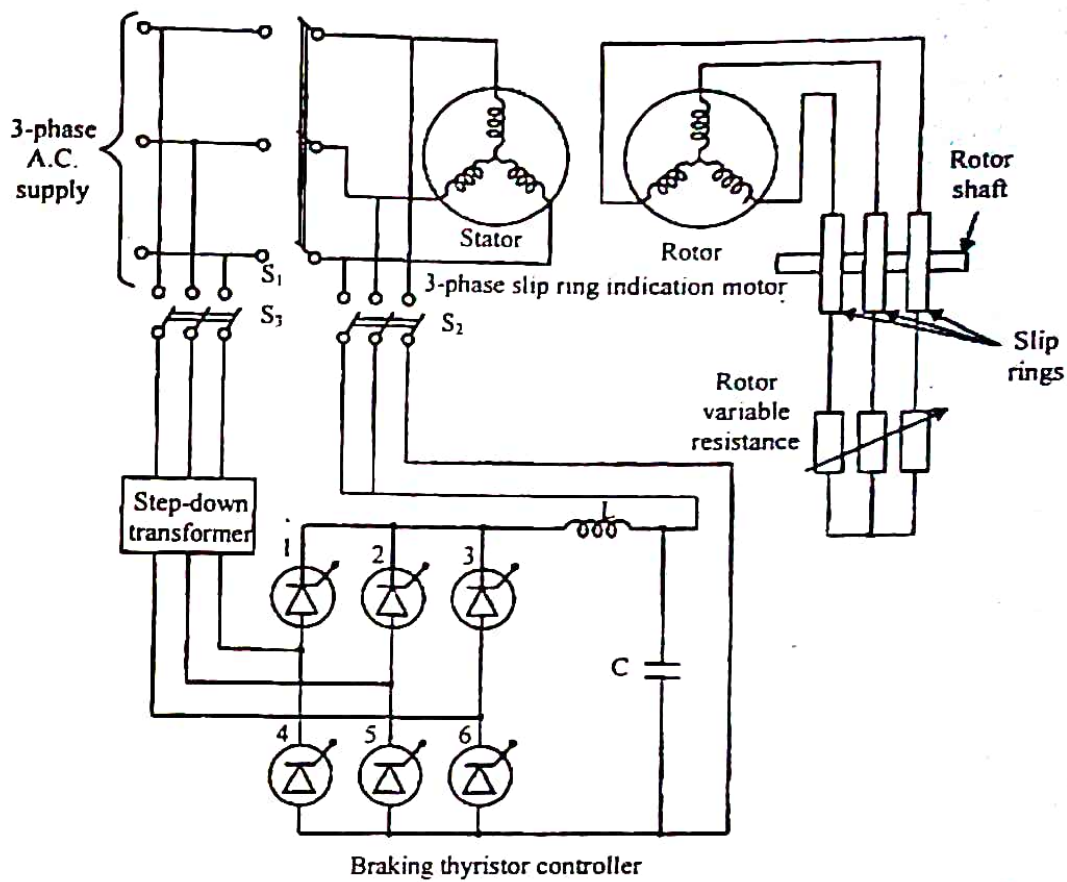 3-phase
A.C.
supply
Stator
Rotor
Rotor
shaft
S1
3-phase slip ring indication motor
S3
S2
Slip
rings
Rotor
variable
resistance
Step-down
transformer
L
1
2
3
C
4
5
6
Braking thyristor controller